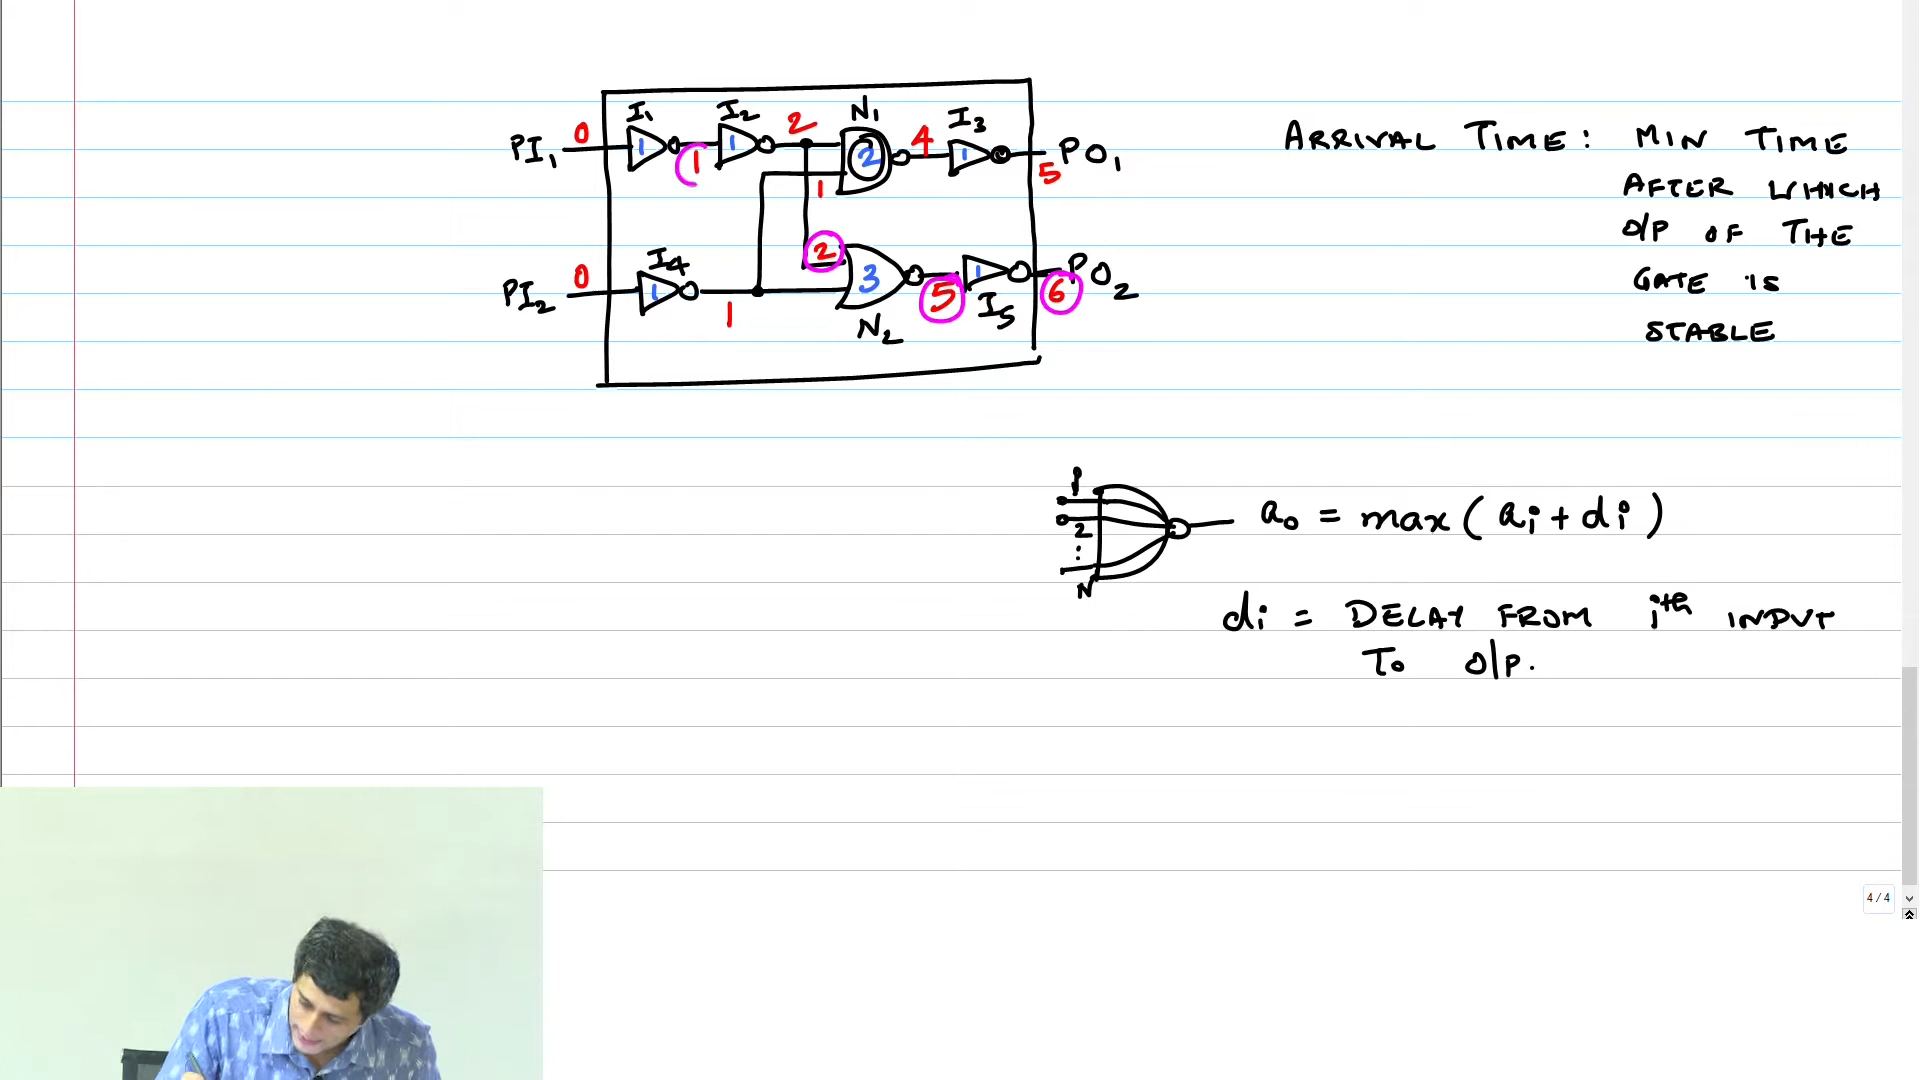 I1 I2 N1 I3
PI1 0 1 1 1 2 2 4 1 PO1
1 5
ARRIVAL TIME: MIN TIME
AFTER WHICH
O/P OF THE
GATE IS
STABLE
I4 2
PI2 0 1 1 3 5 1 6 PO2
N2 I5
1
2
:
N
a0 = max(ai + di)
di = DELAY FROM ith INPUT
TO O/P.
4 / 4